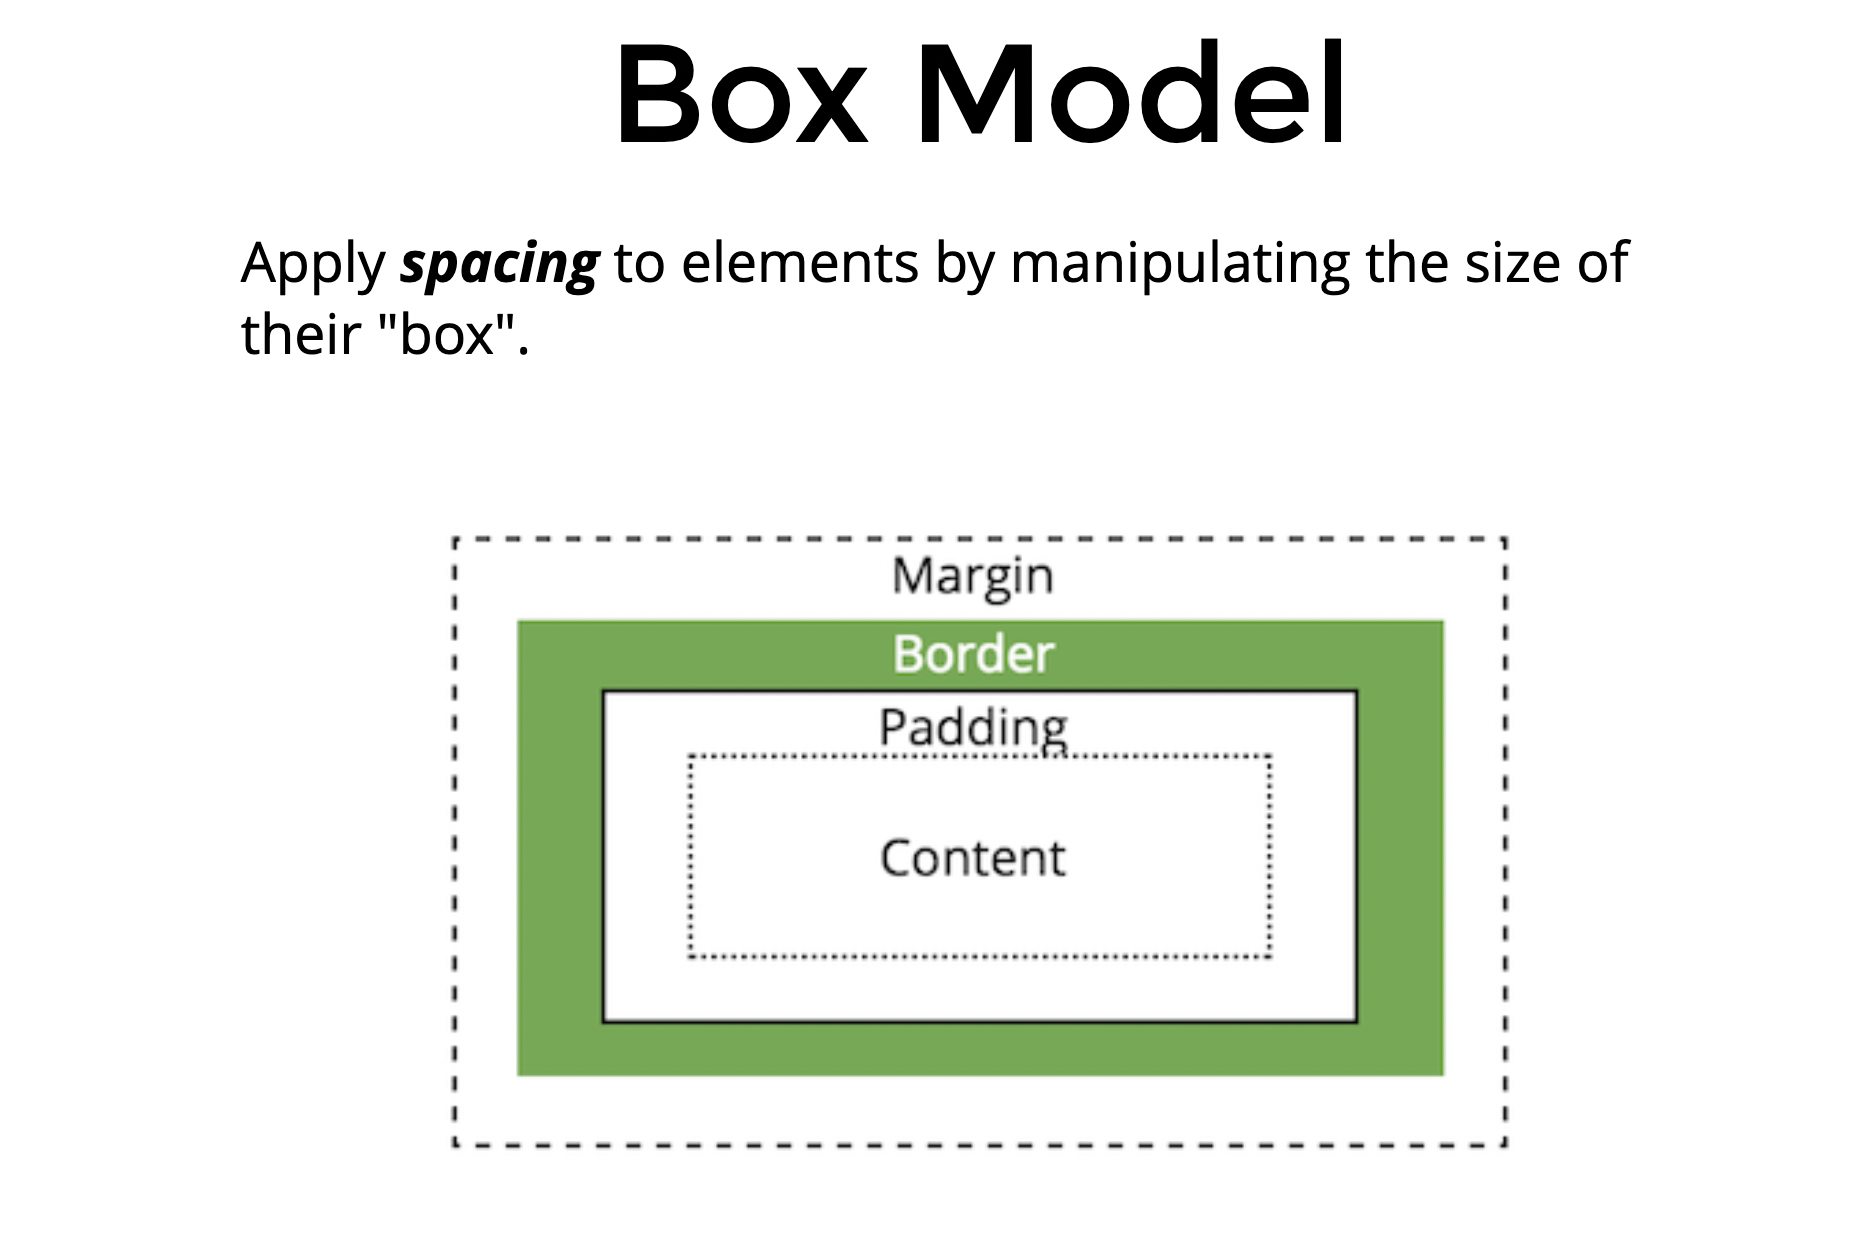 Box Model
Apply spacing to elements by manipulating the size of
their "box".
Margin
Border
Padding
Content